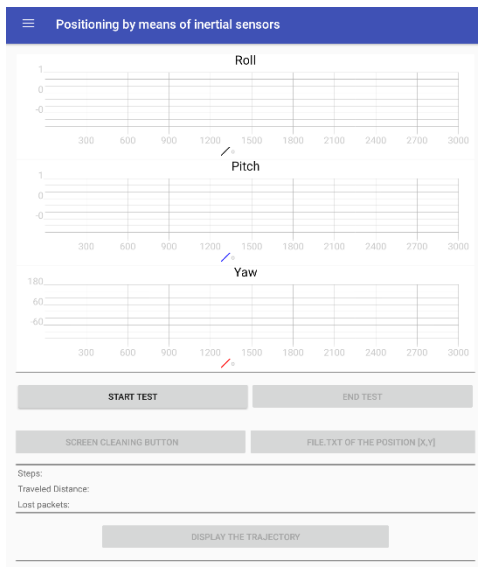 Positioning by means of inertial sensors
Roll
1
0
-0
300 600 900 1200 1500 1800 2100 2400 2700 3000
Pitch
1
0
-0
300 600 900 1200 1500 1800 2100 2400 2700 3000
Yaw
180
60
-60
300 600 900 1200 1500 1800 2100 2400 2700 3000
START TEST END TEST
SCREEN CLEANING BUTTON FILE.TXT OF THE POSITION [X,Y]
Steps:
Traveled Distance:
Lost packets:
DISPLAY THE TRAJECTORY